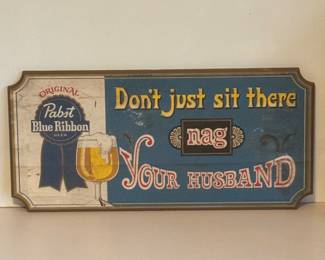 ORIGINAL
Pabst
Blue Ribbon
BEER
Don't just sit there
nag
YOUR HUSBAND